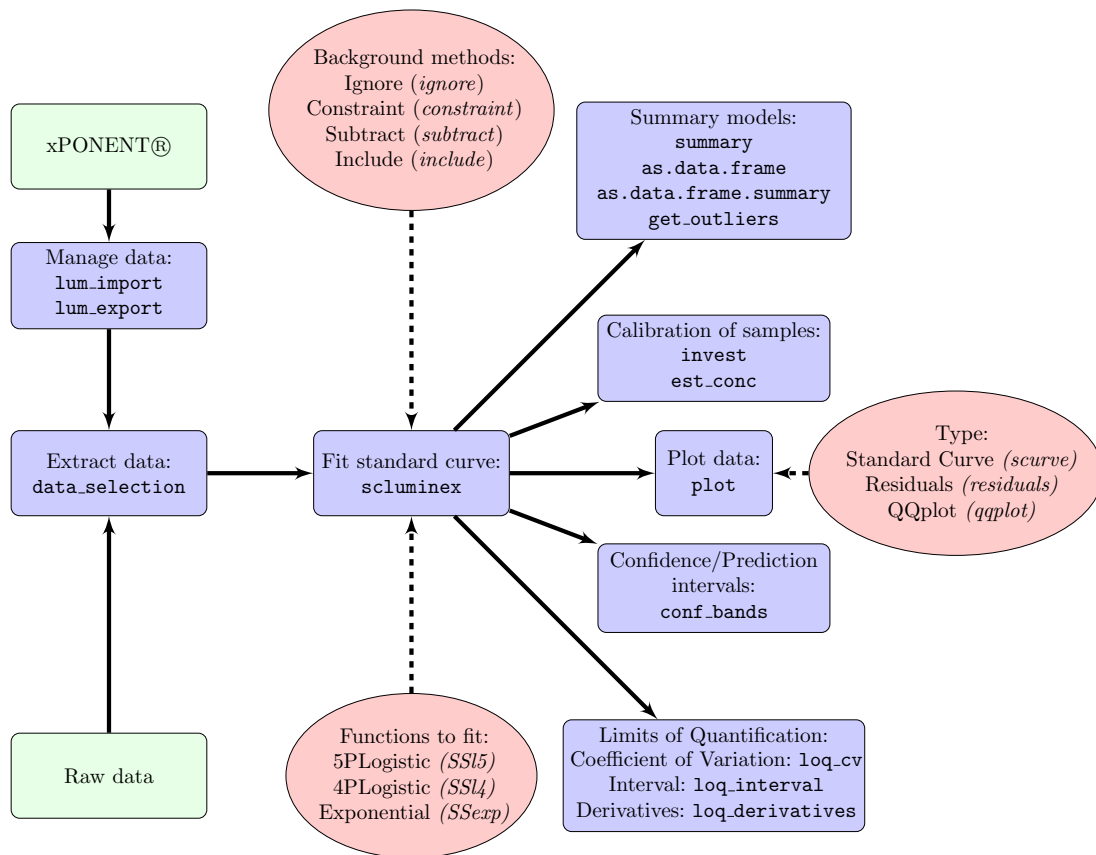 Background methods:
Ignore (ignore)
Constraint (constraint)
Subtract (subtract)
Include (include)
xPONENT®
Manage data:
lum_import
lum_export
Extract data:
data_selection
Raw data
Fit standard curve:
scluminex
Functions to fit:
5PLogistic (SSl5)
4PLogistic (SSl4)
Exponential (SSexp)
Summary models:
summary
as.data.frame
as.data.frame.summary
get_outliers
Calibration of samples:
invest
est_conc
Plot data:
plot
Type:
Standard Curve (scurve)
Residuals (residuals)
QQplot (qqplot)
Confidence/Prediction
intervals:
conf_bands
Limits of Quantification:
Coefficient of Variation: loq_cv
Interval: loq_interval
Derivatives: loq_derivatives